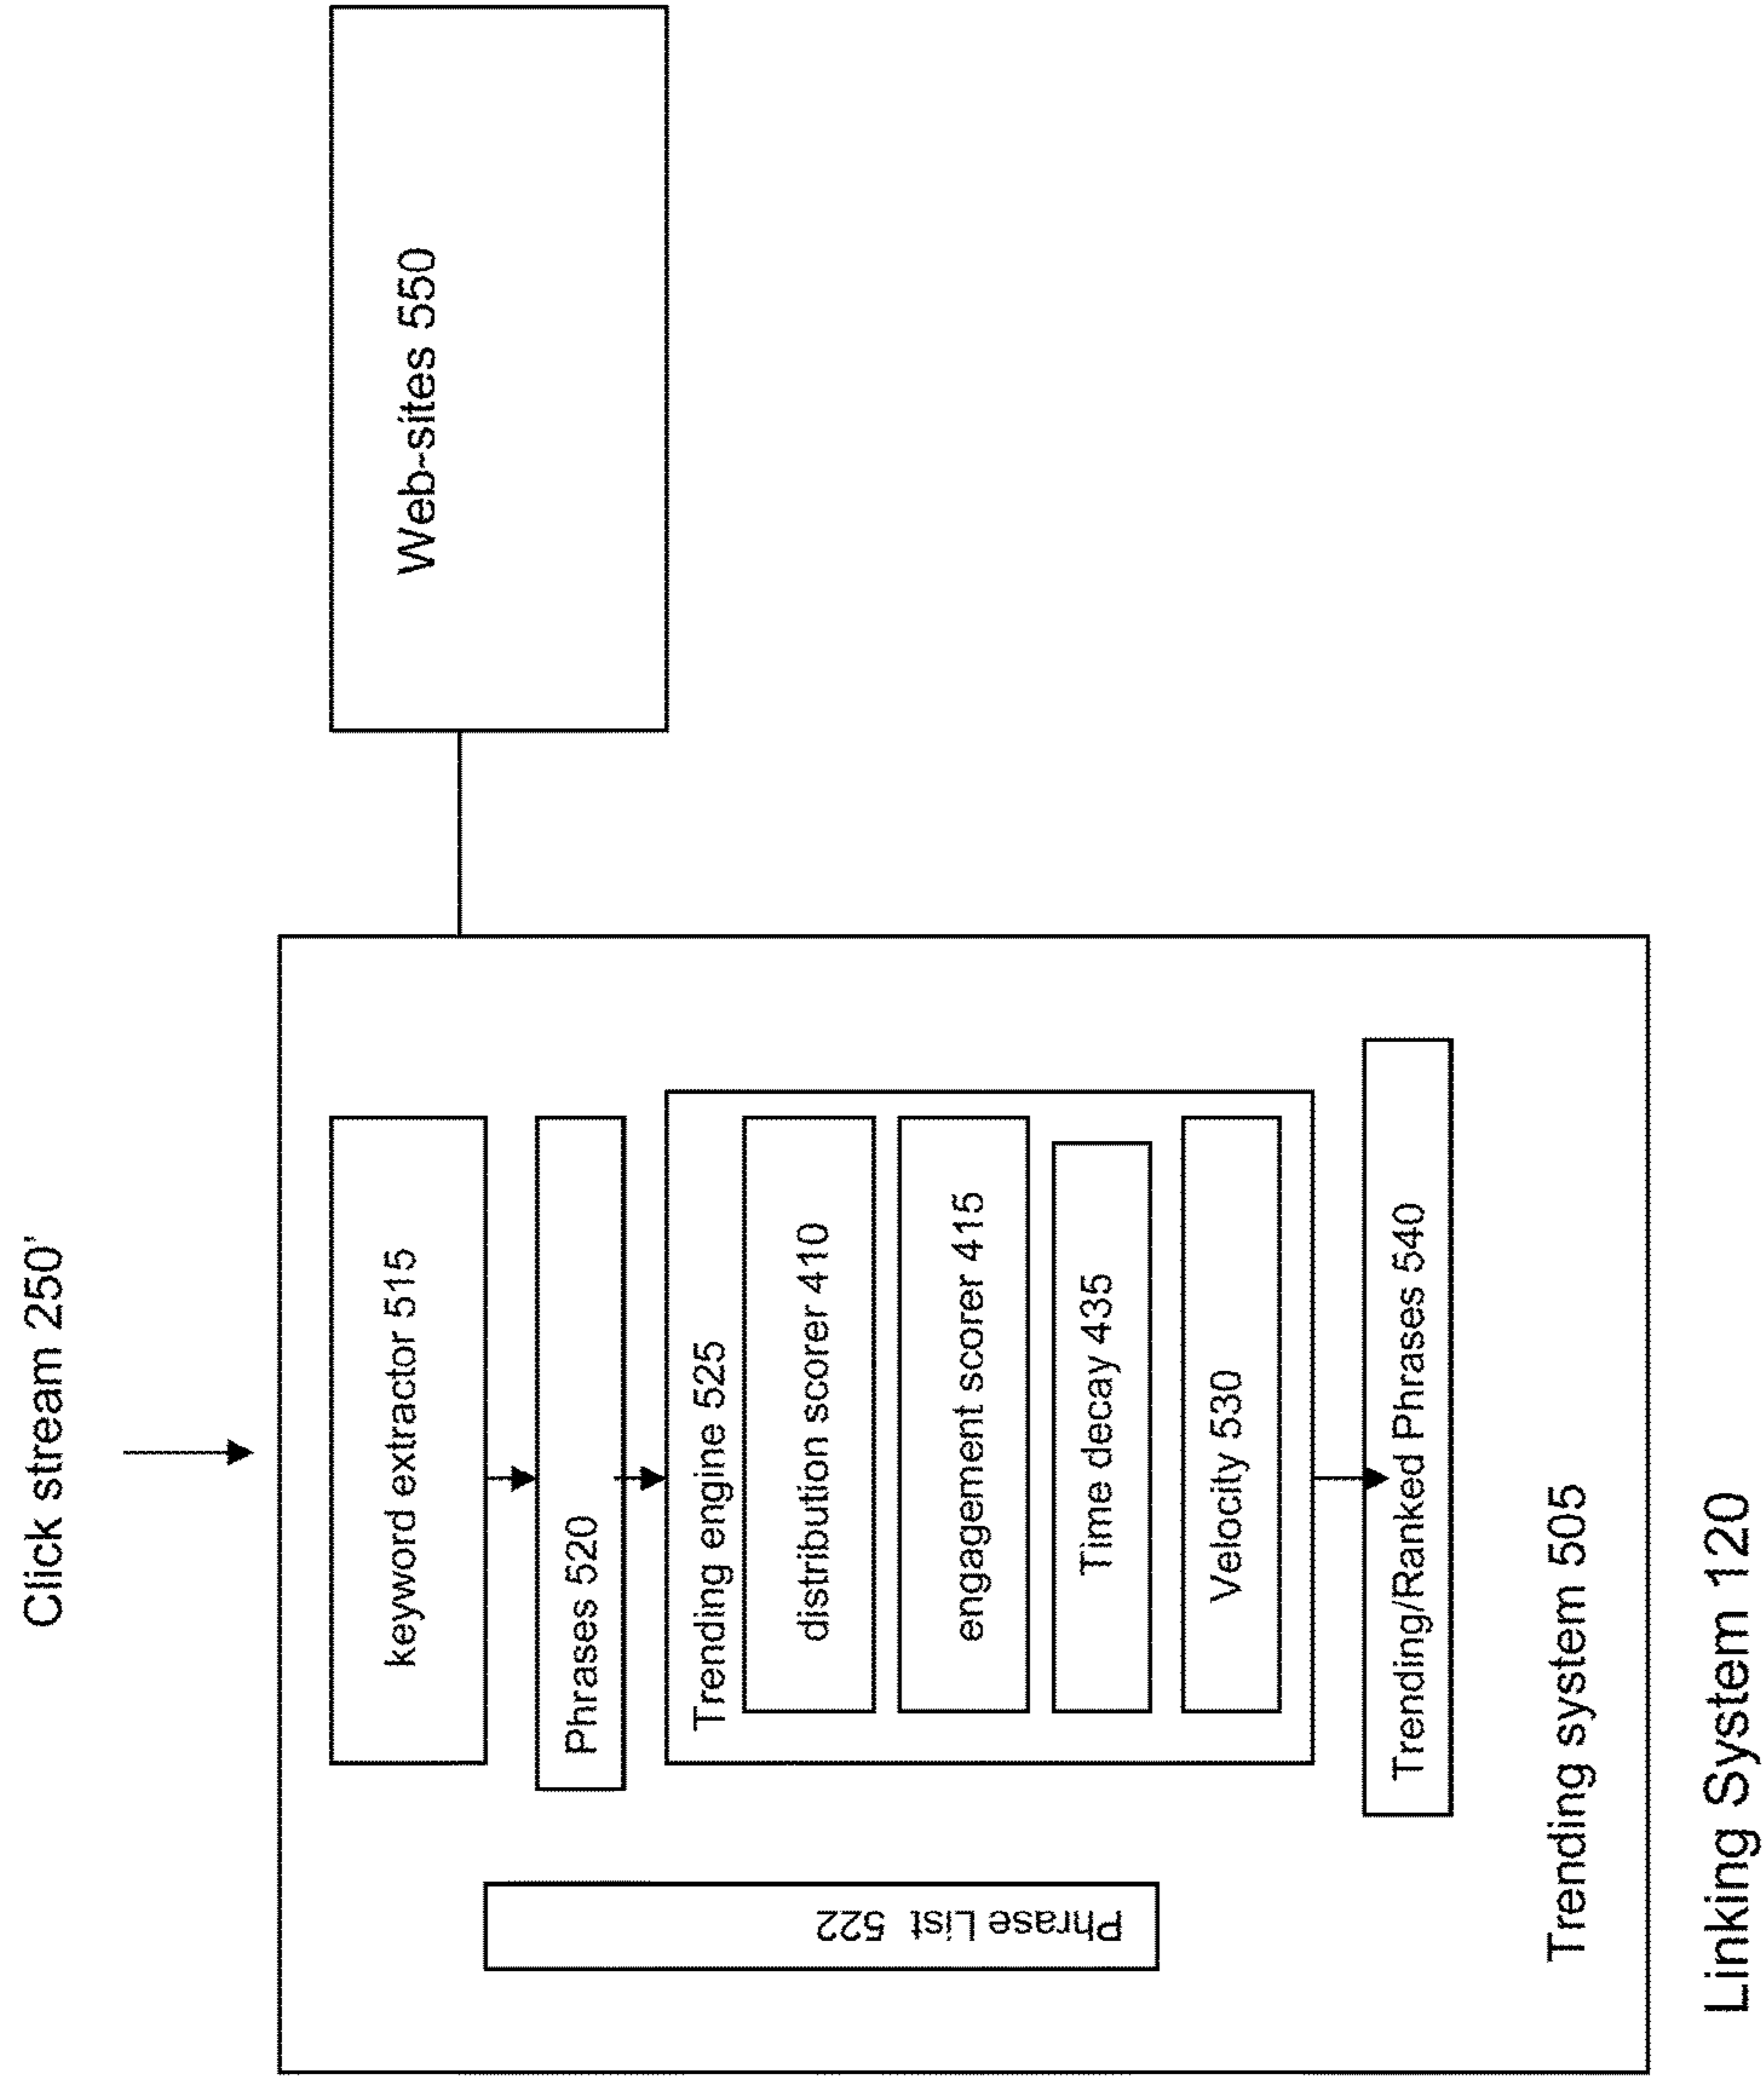 Click stream 250'
Web-sites 550
keyword extractor 515
Phrases 520
Phrase List 522
Trending engine 525
distribution scorer 410
engagement scorer 415
Time decay 435
Velocity 530
Trending/Ranked Phrases 540
Trending system 505
Linking System 120